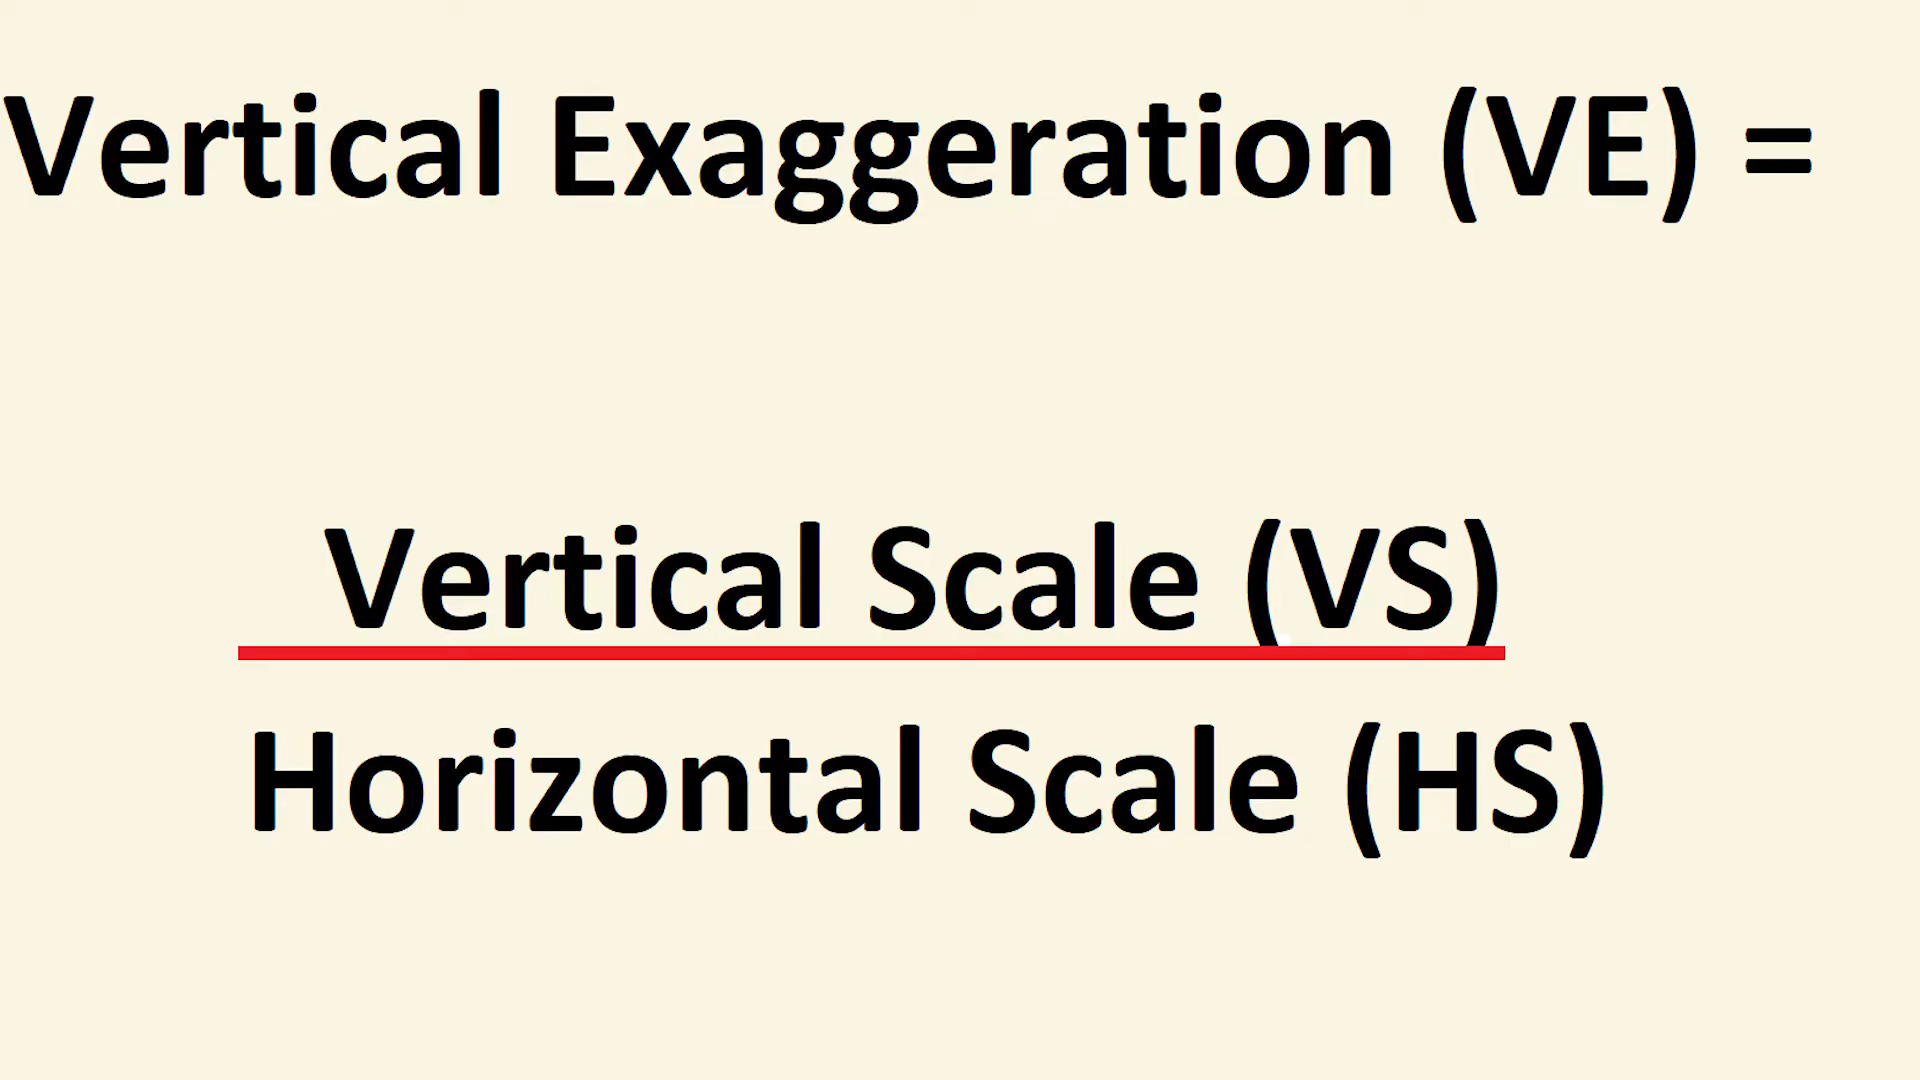 Vertical Exaggeration (VE) =
Vertical Scale (VS)
Horizontal Scale (HS)